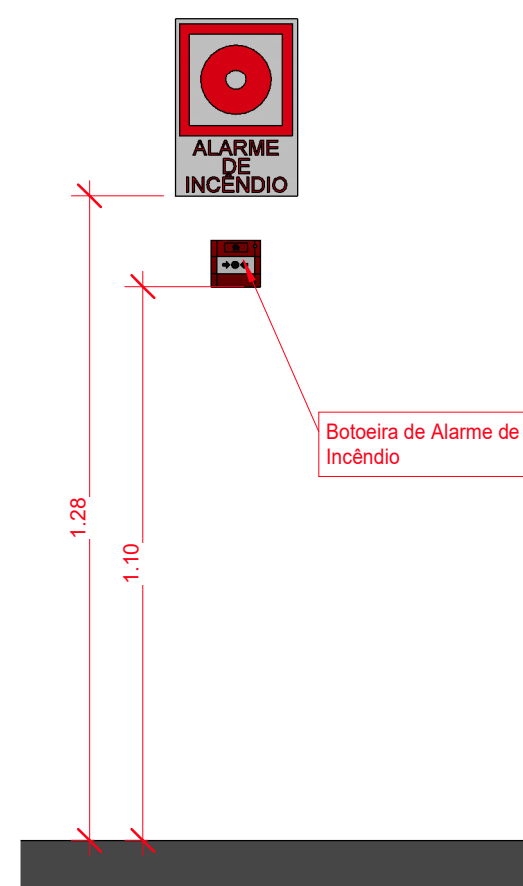 ALARME
DE
INCÊNDIO
Botoeira de Alarme de
Incêndio
1.28
1.10